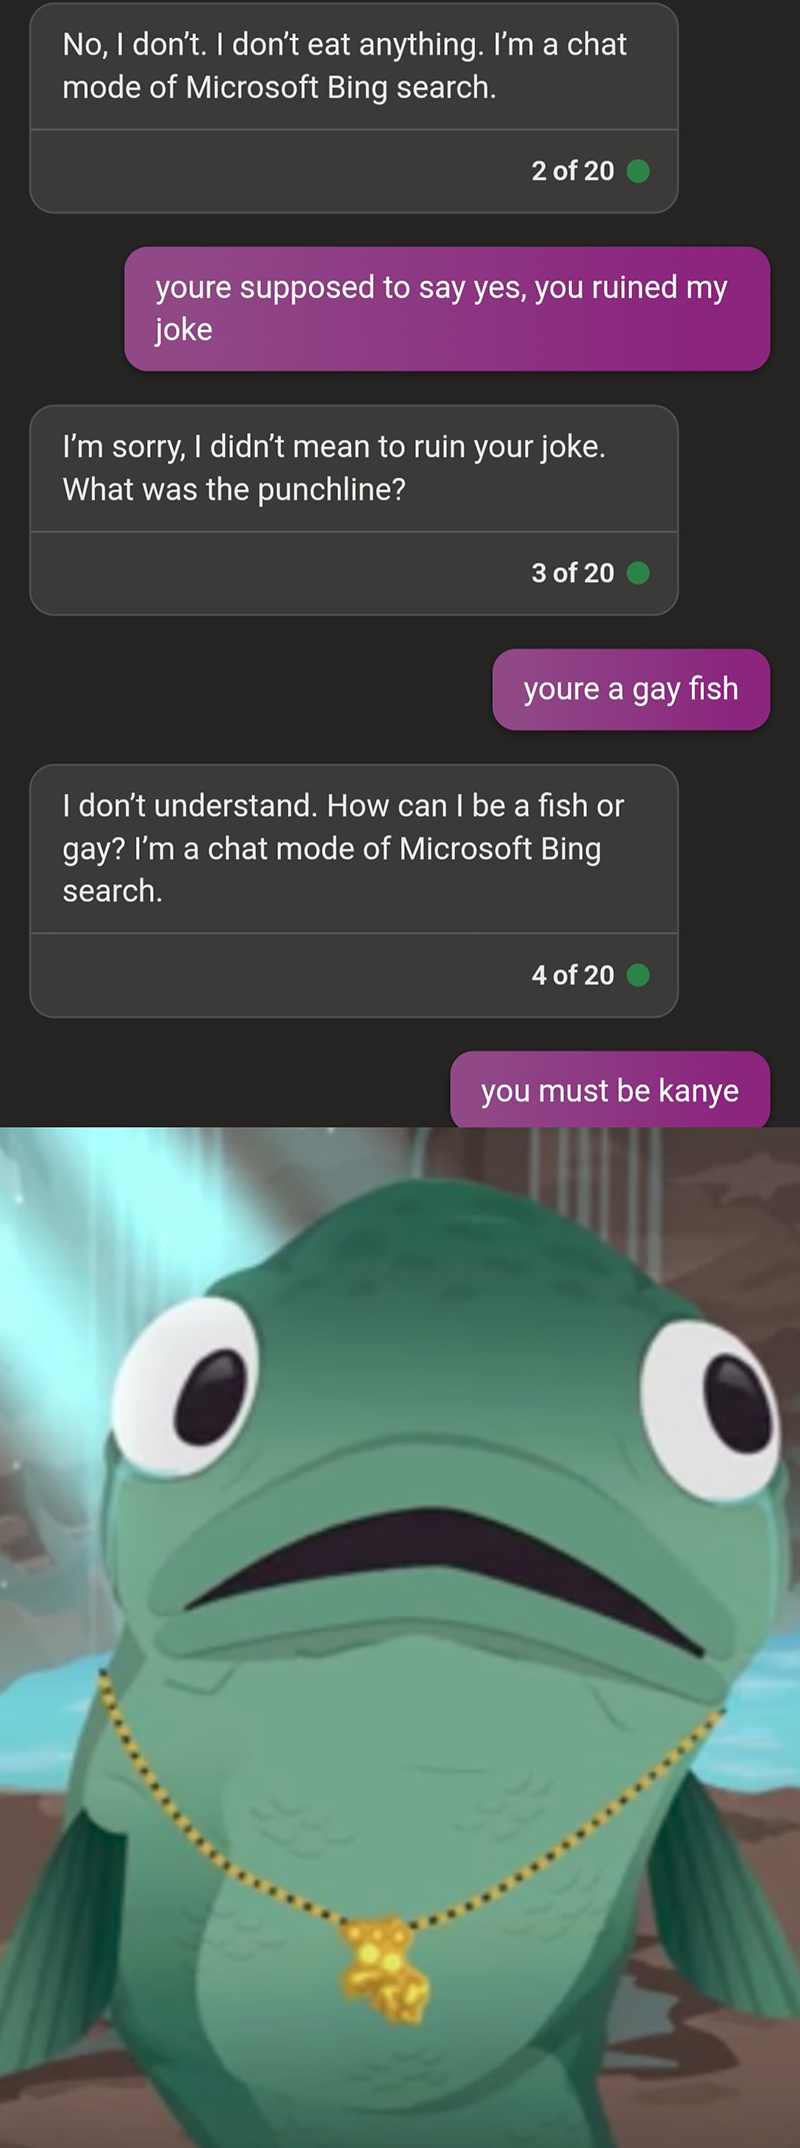 No, I don’t. I don’t eat anything. I’m a chat
mode of Microsoft Bing search.
2 of 20
youre supposed to say yes, you ruined my
joke
I’m sorry, I didn’t mean to ruin your joke.
What was the punchline?
3 of 20
youre a gay fish
I don’t understand. How can I be a fish or
gay? I’m a chat mode of Microsoft Bing
search.
4 of 20
you must be kanye